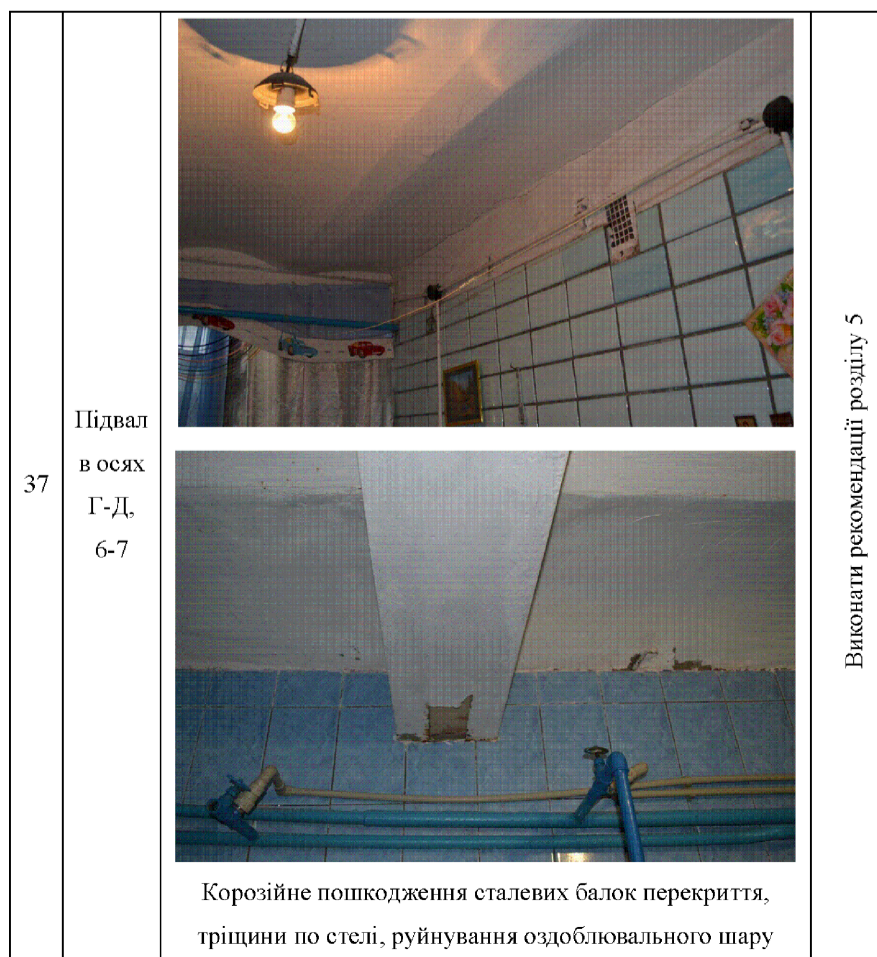 37
Підвал
в осях
Г-Д,
6-7
Корозійне пошкодження сталевих балок перекриття,
тріщини по стелі, руйнування оздоблювального шару
Виконати рекомендації розділу 5